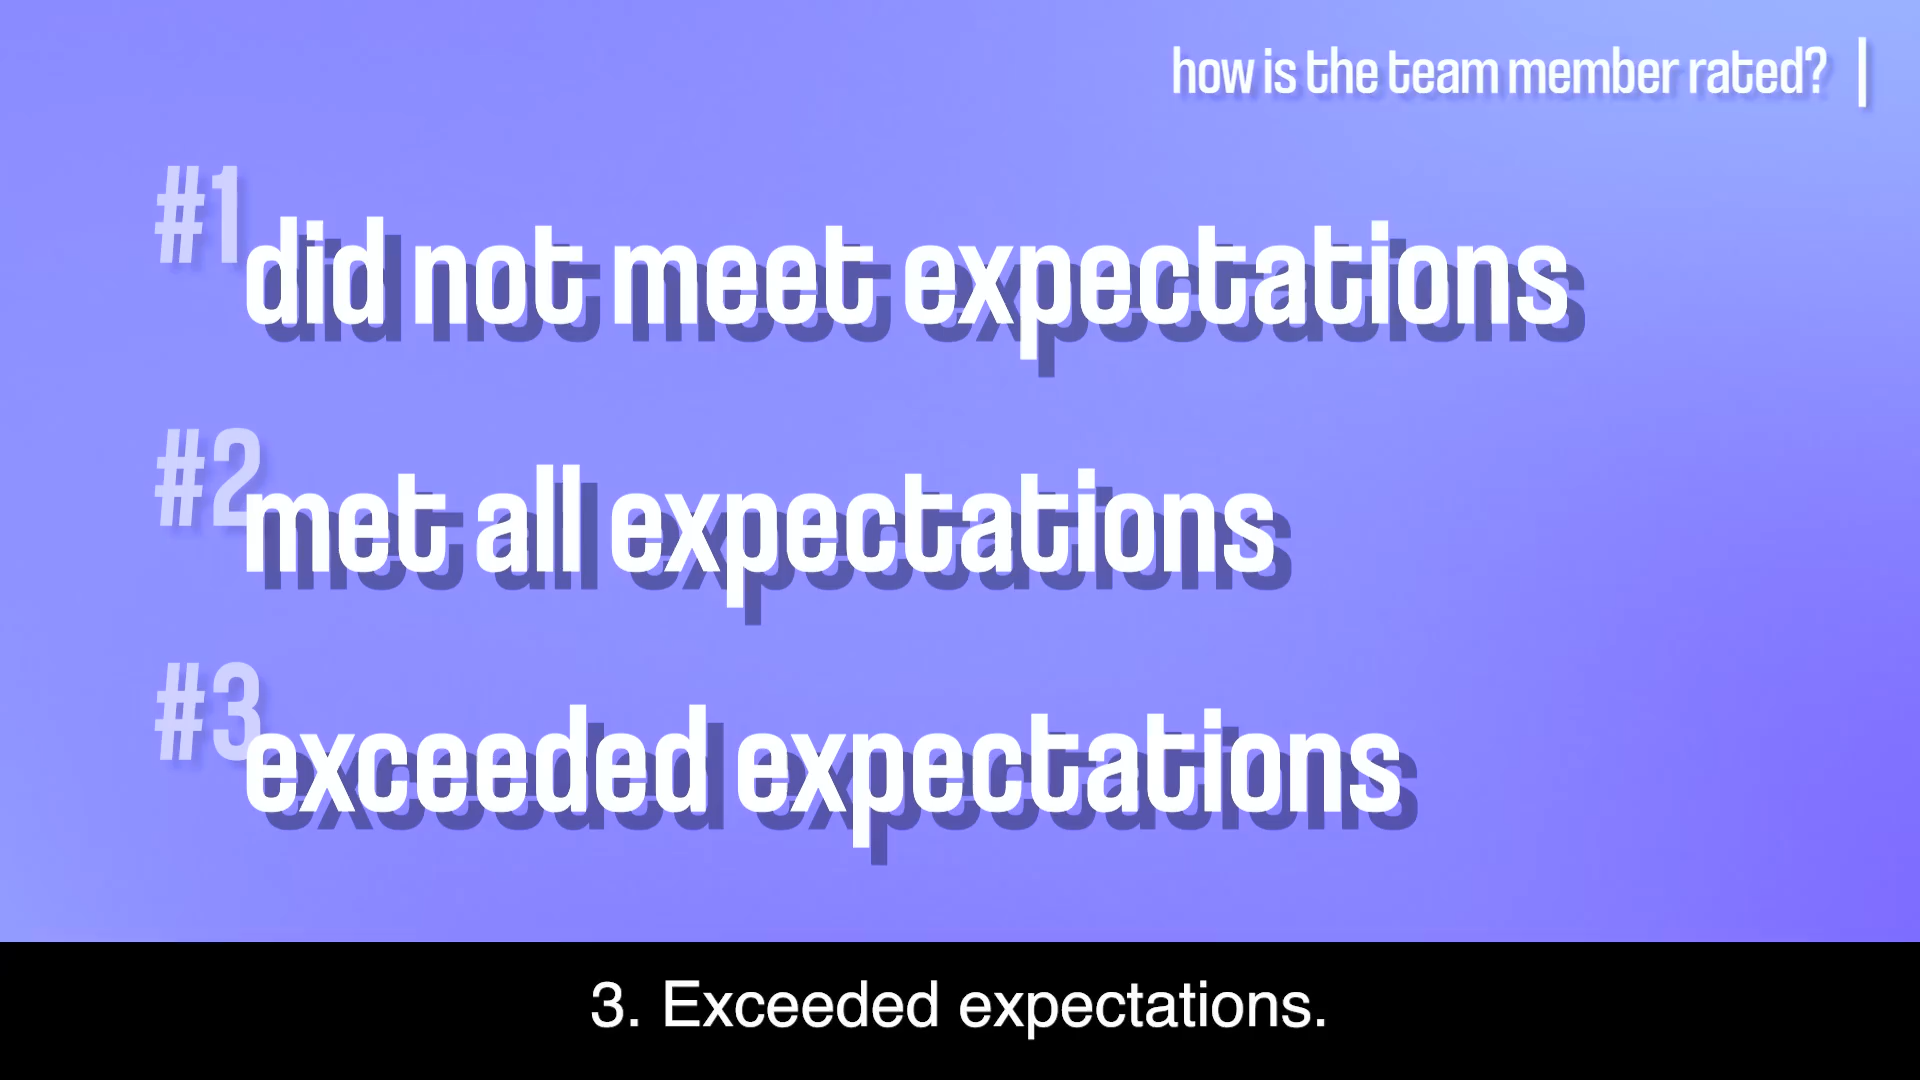 how is the team member rated? |
#1
did not meet expectations
#2
met all expectations
#3
exceeded expectations
3. Exceeded expectations.